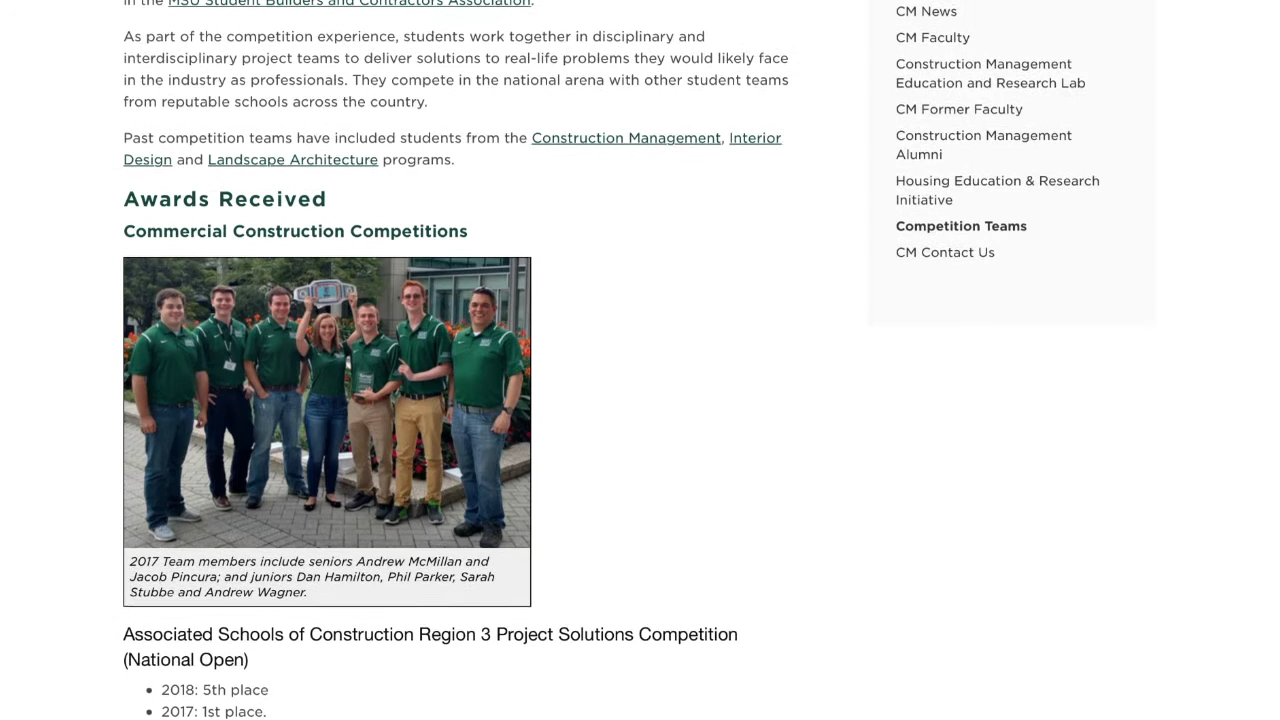 in the MSU Student Builders and Contractors Association.
As part of the competition experience, students work together in disciplinary and
interdisciplinary project teams to deliver solutions to real-life problems they would likely face
in the industry as professionals. They compete in the national arena with other student teams
from reputable schools across the country.
Past competition teams have included students from the Construction Management, Interior
Design and Landscape Architecture programs.
Awards Received
Commercial Construction Competitions
2017 Team members include seniors Andrew McMillan and
Jacob Pincura; and juniors Dan Hamilton, Phil Parker, Sarah
Stubbe and Andrew Wagner.
Associated Schools of Construction Region 3 Project Solutions Competition
(National Open)
• 2018: 5th place
• 2017: 1st place.
CM News
CM Faculty
Construction Management
Education and Research Lab
CM Former Faculty
Construction Management
Alumni
Housing Education & Research
Initiative
Competition Teams
CM Contact Us